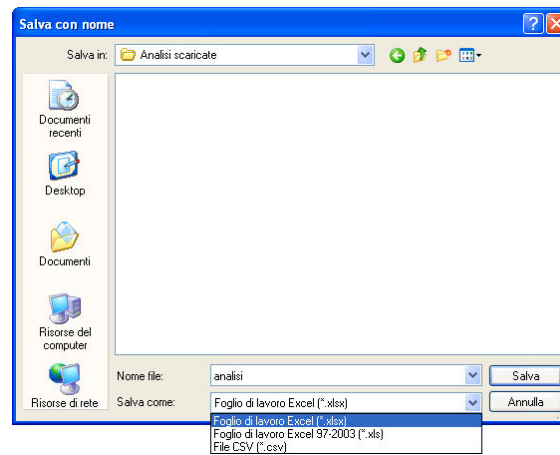 Salva con nome
Salva in:
Analisi scaricate
Documenti
recenti
Desktop
Documenti
Risorse del
computer
Risorse di rete
Nome file:
analisi
Salva
Salva come:
Foglio di lavoro Excel (*.xlsx)
Annulla
Foglio di lavoro Excel (*.xlsx)
Foglio di lavoro Excel 97-2003 (*.xls)
File CSV (*.csv)